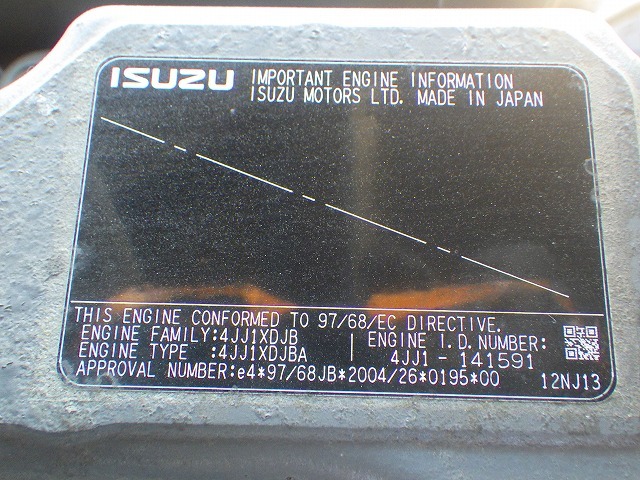 ISUZU IMPORTANT ENGINE INFORMATION
ISUZU MOTORS LTD. MADE IN JAPAN
THIS ENGINE CONFORMED TO 97/68/EC DIRECTIVE.
ENGINE FAMILY:4JJ1XDJB
ENGINE TYPE :4JJ1XDJBA
ENGINE I.D.NUMBER:
4JJ1 - 141591
APPROVAL NUMBER:e4*97/68JB*2004/26*0195*00
12NJ13